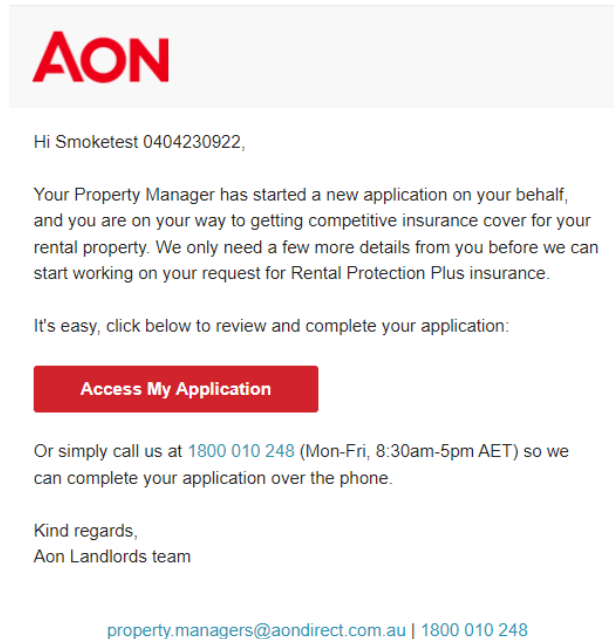 AON
Hi Smoketest 0404230922,
Your Property Manager has started a new application on your behalf,
and you are on your way to getting competitive insurance cover for your
rental property. We only need a few more details from you before we can
start working on your request for Rental Protection Plus insurance.
It's easy, click below to review and complete your application:
Access My Application
Or simply call us at 1800 010 248 (Mon-Fri, 8:30am-5pm AET) so we
can complete your application over the phone.
Kind regards,
Aon Landlords team
property.managers@aondirect.com.au | 1800 010 248